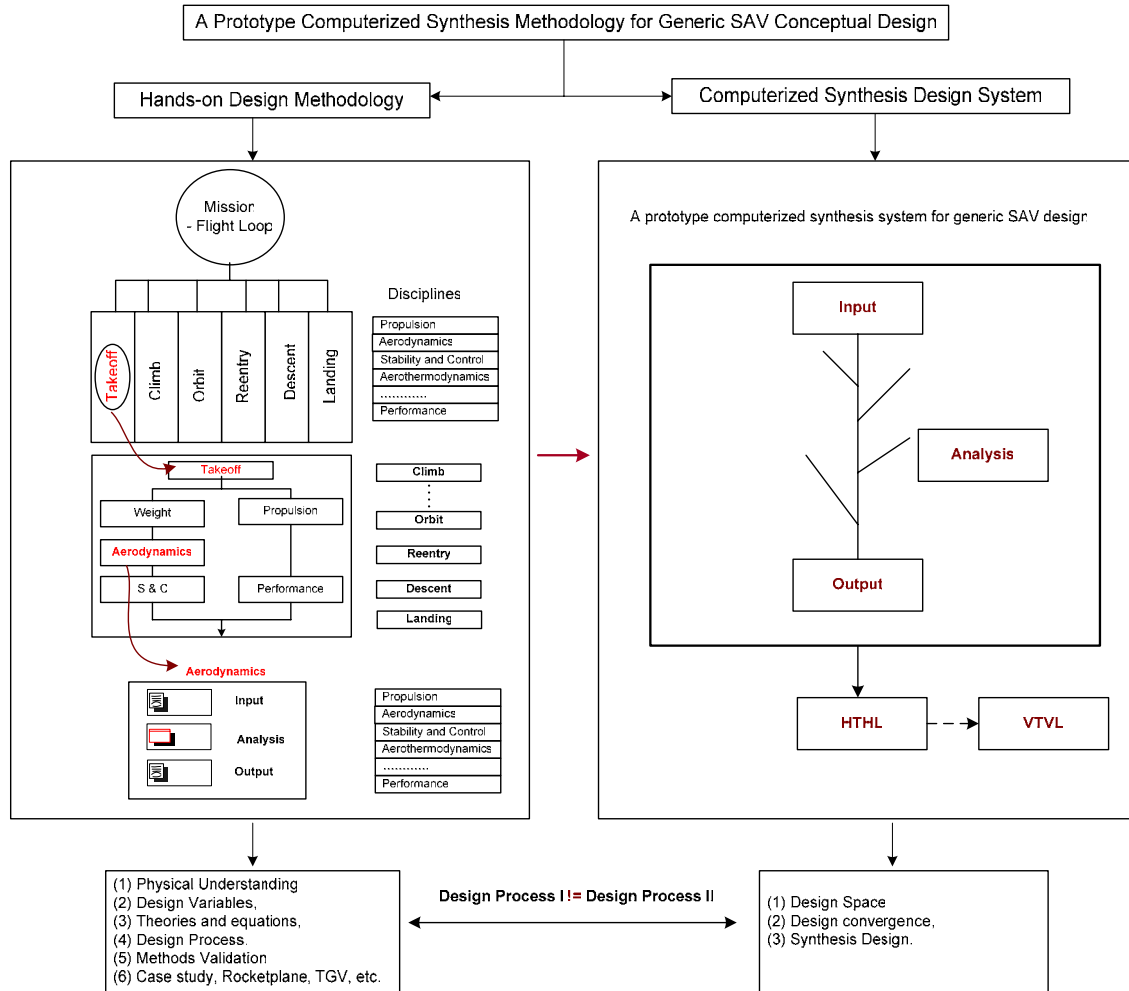 A Prototype Computerized Synthesis Methodology for Generic SAV Conceptual Design
Hands-on Design Methodology
Computerized Synthesis Design System
Mission
- Flight Loop
Takeoff
Climb
Orbit
Reentry
Descent
Landing
Disciplines
Propulsion
Aerodynamics
Stability and Control
Aerothermodynamics
............
Performance
Takeoff
Weight
Propulsion
Aerodynamics
S & C
Performance
Climb
Orbit
Reentry
Descent
Landing
Aerodynamics
Input
Analysis
Output
Propulsion
Aerodynamics
Stability and Control
Aerothermodynamics
............
Performance
A prototype computerized synthesis system for generic SAV design
Input
Analysis
Output
HTHL
VTVL
(1) Physical Understanding
(2) Design Variables,
(3) Theories and equations,
(4) Design Process.
(5) Methods Validation
(6) Case study, Rocketplane, TGV, etc.
Design Process I != Design Process II
(1) Design Space
(2) Design convergence,
(3) Synthesis Design.